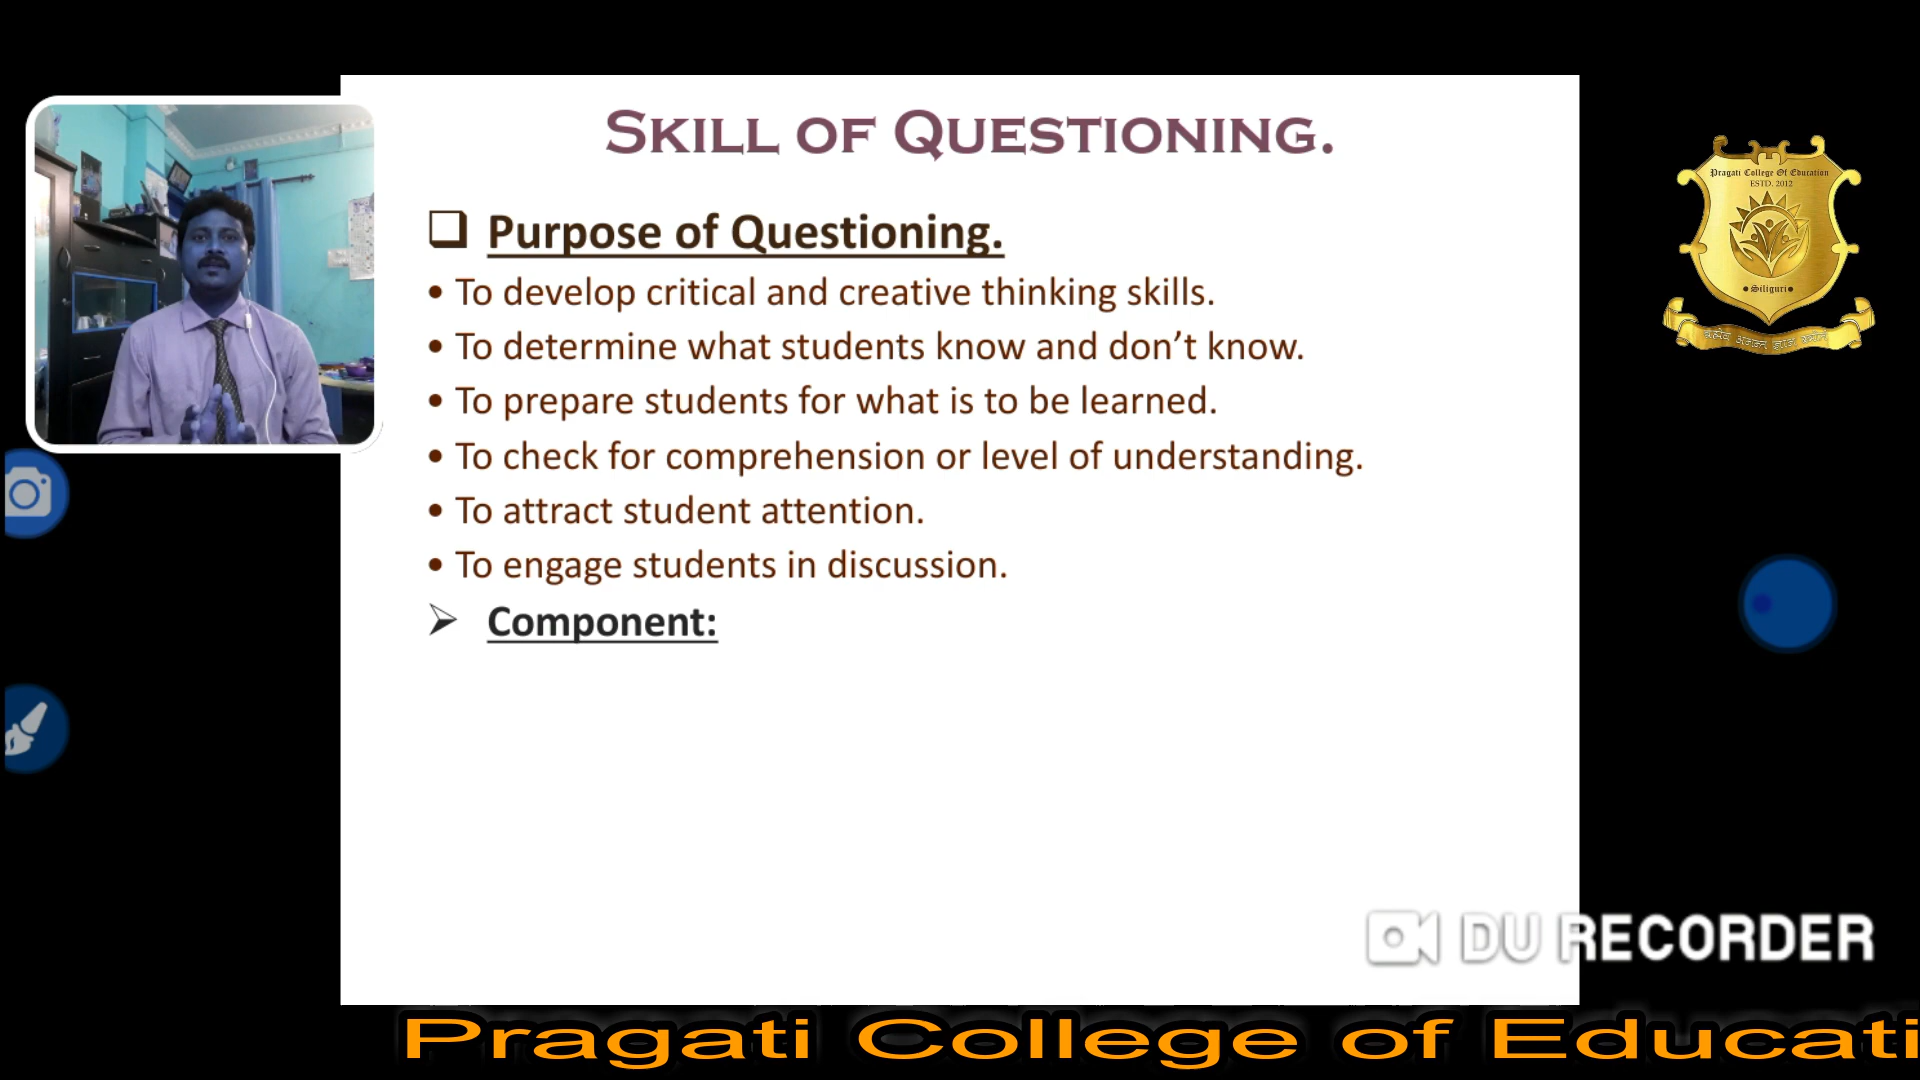 SKILL OF QUESTIONING.
Purpose of Questioning.
• To develop critical and creative thinking skills.
• To determine what students know and don’t know.
• To prepare students for what is to be learned.
• To check for comprehension or level of understanding.
• To attract student attention.
• To engage students in discussion.
Component:
Pragati College Of Education
ESTD. 2012
•Siliguri•
DU RECORDER
Pragati College of Educati